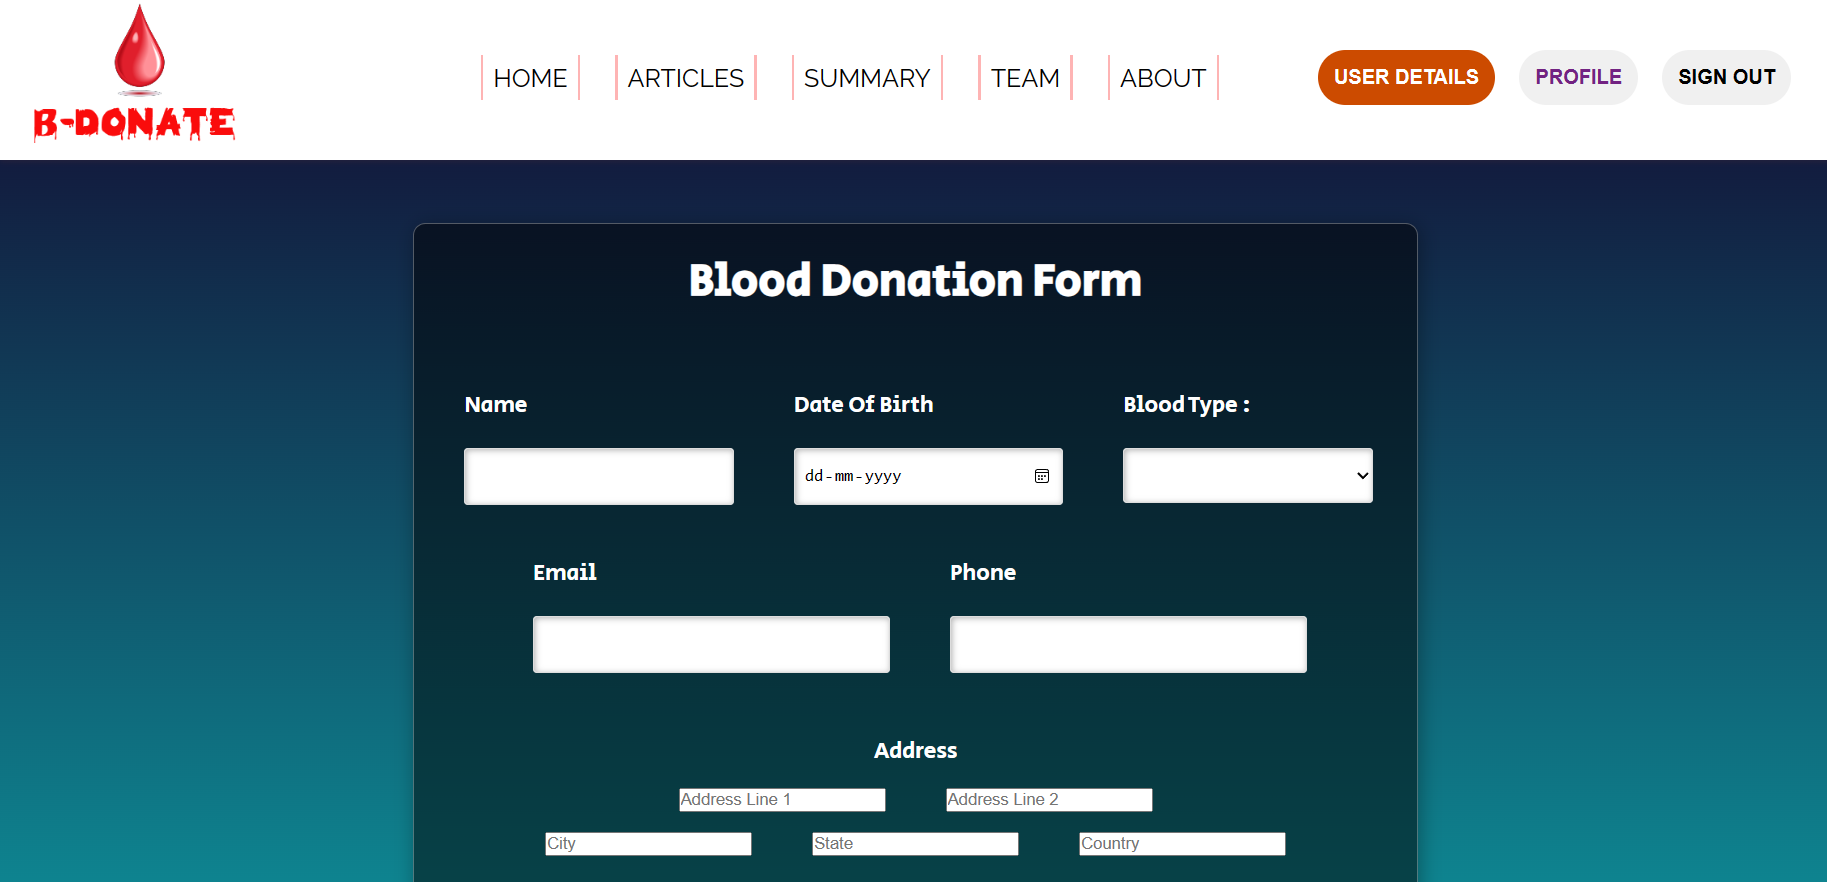 B-DONATE
HOME ARTICLES SUMMARY TEAM ABOUT USER DETAILS PROFILE SIGN OUT
Blood Donation Form
Name Date Of Birth Blood Type :
dd-mm-yyyy
Email Phone
Address
Address Line 1 Address Line 2
City State Country